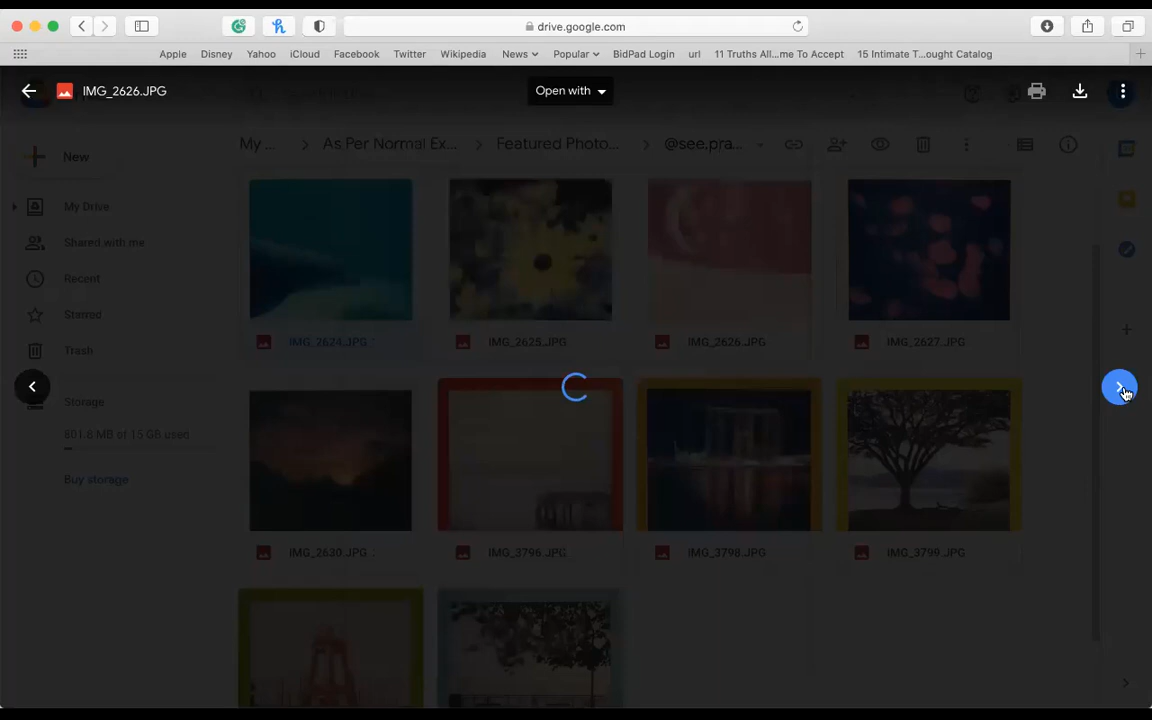 drive.google.com
Apple Disney Yahoo iCloud Facebook Twitter Wikipedia News Popular BidPad Login url 11 Truths All...me To Accept 15 Intimate T...ought Catalog
IMG_2626.JPG Open with
My ... As Per Normal Ex... Featured Photo... @see.pra...
New
My Drive
Shared with me
Recent
Starred
Trash
Storage
801.6 MB of 15 GB used
Buy storage
IMG_2624.JPG IMG_2625.JPG IMG_2626.JPG IMG_2627.JPG
IMG_2630.JPG IMG_3796.JPG IMG_3798.JPG IMG_3799.JPG